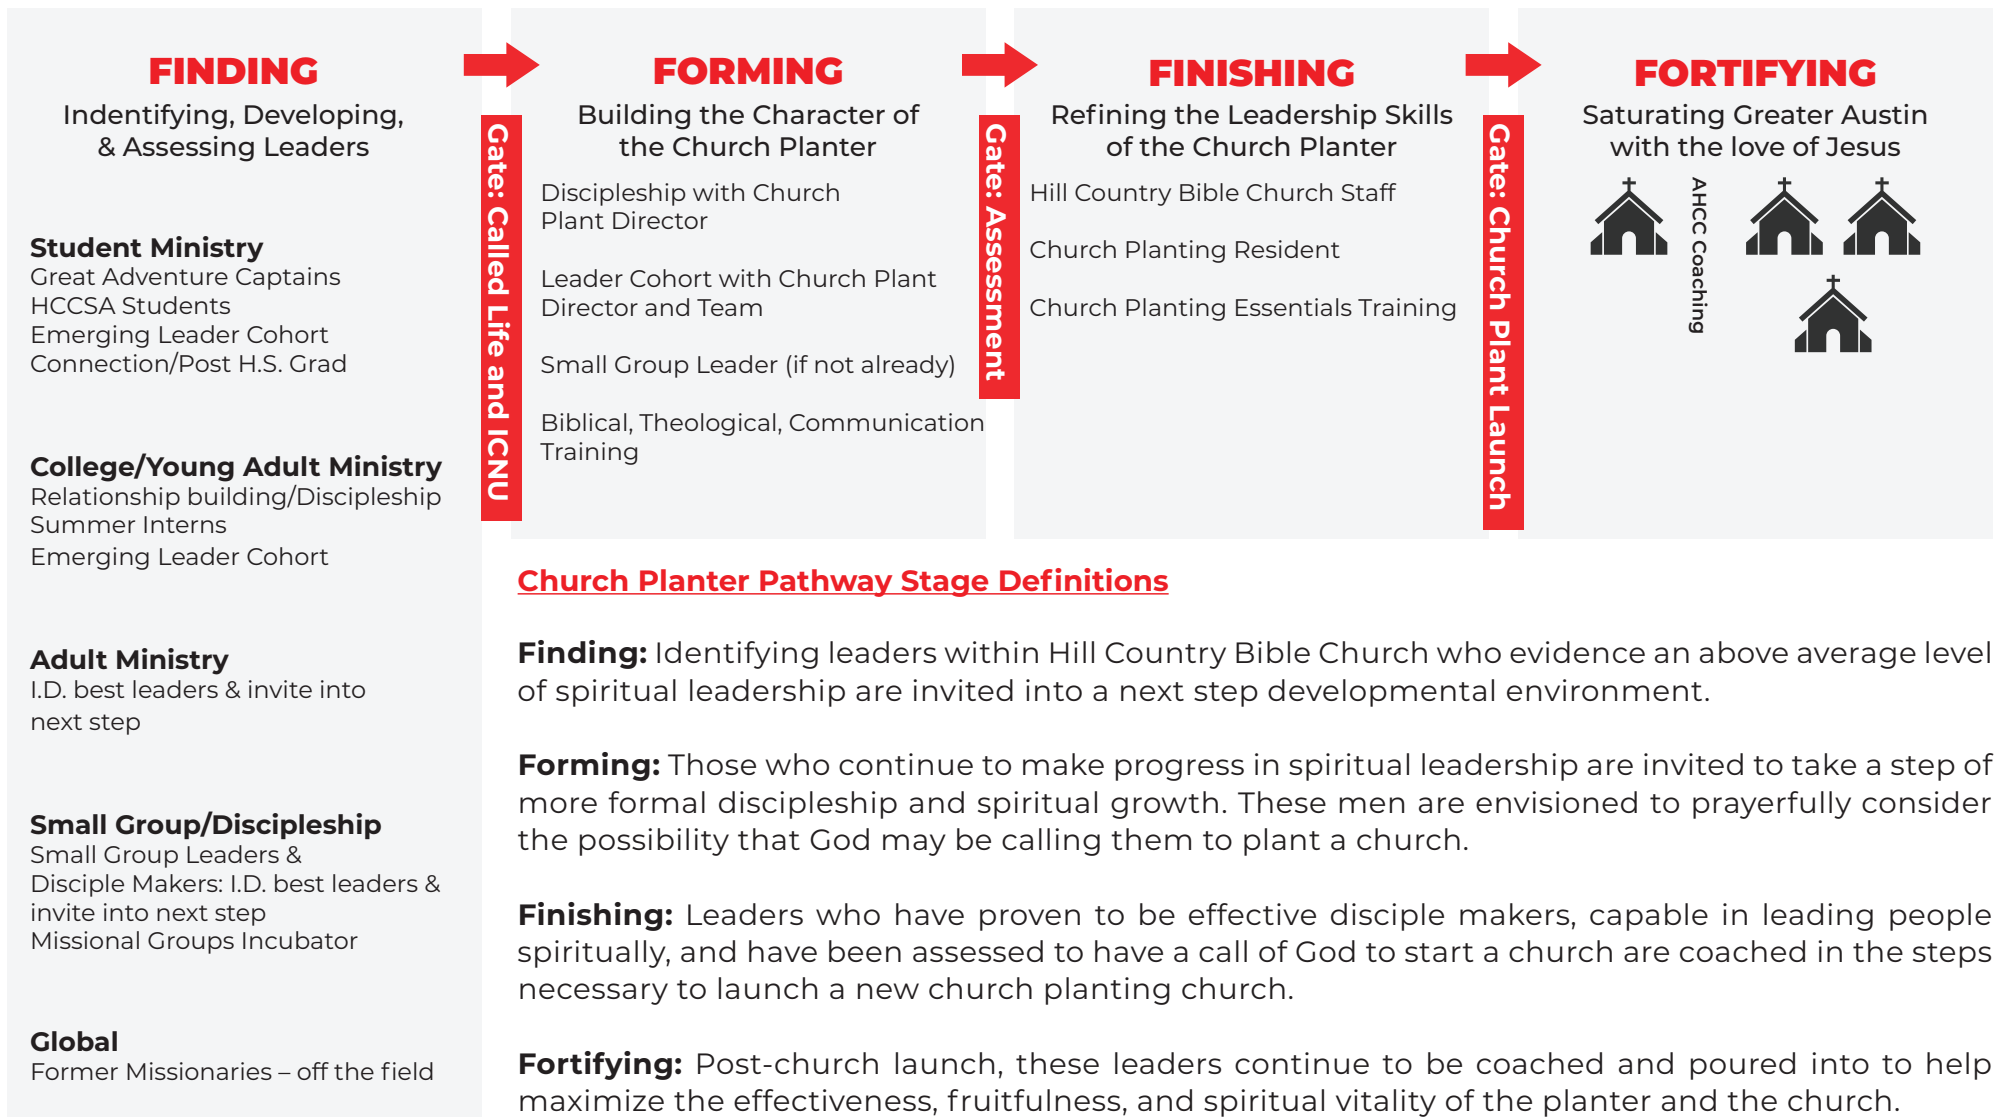 FINDING
Indentifying, Developing,
& Assessing Leaders
Student Ministry
Great Adventure Captains
HCCSA Students
Emerging Leader Cohort
Connection/Post H.S. Grad
College/Young Adult Ministry
Relationship building/Discipleship
Summer Interns
Emerging Leader Cohort
Adult Ministry
I.D. best leaders & invite into
next step
Small Group/Discipleship
Small Group Leaders &
Disciple Makers: I.D. best leaders &
invite into next step
Missional Groups Incubator
Global
Former Missionaries – off the field
Gate: Called Life and ICNU
FORMING
Building the Character of
the Church Planter
Discipleship with Church
Plant Director
Leader Cohort with Church Plant
Director and Team
Small Group Leader (if not already)
Biblical, Theological, Communication
Training
Gate: Assessment
FINISHING
Refining the Leadership Skills
of the Church Planter
Hill Country Bible Church Staff
Church Planting Resident
Church Planting Essentials Training
Gate: Church Plant Launch
FORTIFYING
Saturating Greater Austin
with the love of Jesus
AHCC Coaching
Church Planter Pathway Stage Definitions
Finding: Identifying leaders within Hill Country Bible Church who evidence an above average level
of spiritual leadership are invited into a next step developmental environment.
Forming: Those who continue to make progress in spiritual leadership are invited to take a step of
more formal discipleship and spiritual growth. These men are envisioned to prayerfully consider
the possibility that God may be calling them to plant a church.
Finishing: Leaders who have proven to be effective disciple makers, capable in leading people
spiritually, and have been assessed to have a call of God to start a church are coached in the steps
necessary to launch a new church planting church.
Fortifying: Post-church launch, these leaders continue to be coached and poured into to help
maximize the effectiveness, fruitfulness, and spiritual vitality of the planter and the church.